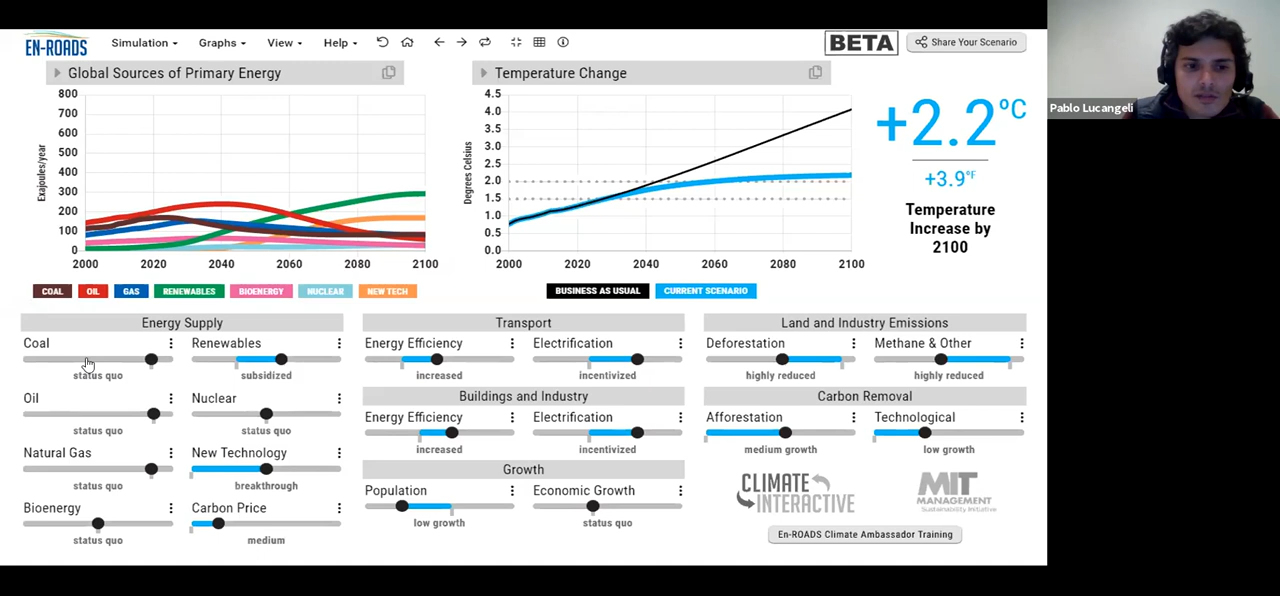 EN-ROADS
Simulation Graphs View Help
BETA
Share Your Scenario
Pablo Lucangeli
Global Sources of Primary Energy
800
700
600
500
400
300
200
100
0
Exajoules/year
2000 2020 2040 2060 2080 2100
COAL OIL GAS RENEWABLES BIOENERGY NUCLEAR NEW TECH
Temperature Change
4.5
4.0
3.5
3.0
2.5
2.0
1.5
1.0
0.5
0.0
Degrees Celsius
2000 2020 2040 2060 2080 2100
BUSINESS AS USUAL CURRENT SCENARIO
+2.2°C
+3.9°F
Temperature
Increase by
2100
Energy Supply
Coal
status quo
Renewables
subsidized
Oil
status quo
Nuclear
status quo
Natural Gas
status quo
New Technology
breakthrough
Bioenergy
status quo
Carbon Price
medium
Transport
Energy Efficiency
increased
Electrification
incentivized
Buildings and Industry
Energy Efficiency
increased
Electrification
incentivized
Growth
Population
low growth
Economic Growth
status quo
Land and Industry Emissions
Deforestation
highly reduced
Methane & Other
highly reduced
Carbon Removal
Afforestation
medium growth
Technological
low growth
CLIMATE
INTERACTIVE
MIT
MANAGEMENT
Sustainability Initiative
En-ROADS Climate Ambassador Training